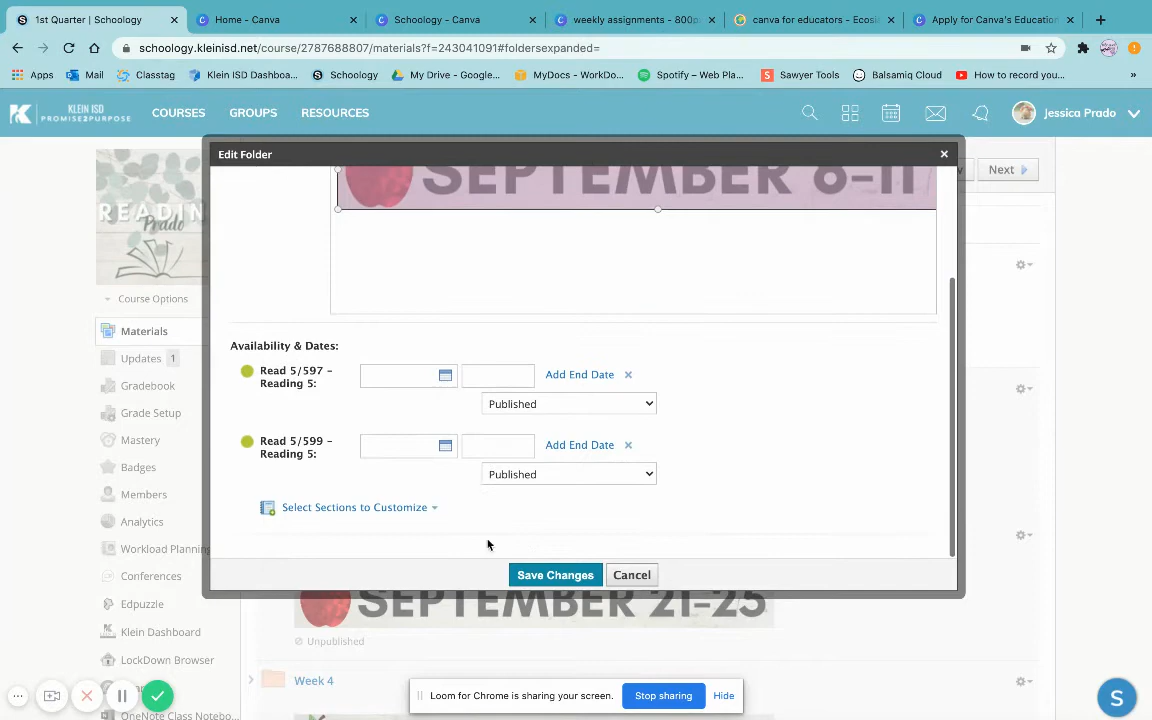 1st Quarter | Schoology
Home - Canva
Schoology - Canva
weekly assignments - 800p
canva for educators - Ecosi
Apply for Canva's Education
schoology.kleinisd.net/course/2787688807/materials?f=243041091#foldersexpanded=
Apps
Mail
Classtag
Klein ISD Dashboa...
Schoology
My Drive - Google...
MyDocs - WorkDo...
Spotify – Web Pla...
Sawyer Tools
Balsamiq Cloud
How to record you...
KLEIN ISD
PROMISE2PURPOSE
COURSES
GROUPS
RESOURCES
Jessica Prado
Edit Folder
Next
SEPTEMBER 6-11
READING
Prado
Course Options
Materials
Updates 1
Gradebook
Grade Setup
Mastery
Badges
Members
Analytics
Workload Planning
Conferences
Edpuzzle
Klein Dashboard
LockDown Browser
OneNote Class Notebo...
Availability & Dates:
Read 5/597 -
Reading 5:
Add End Date
Published
Read 5/599 -
Reading 5:
Add End Date
Published
Select Sections to Customize
Save Changes
Cancel
SEPTEMBER 21-25
Unpublished
Week 4
Loom for Chrome is sharing your screen.
Stop sharing
Hide
S